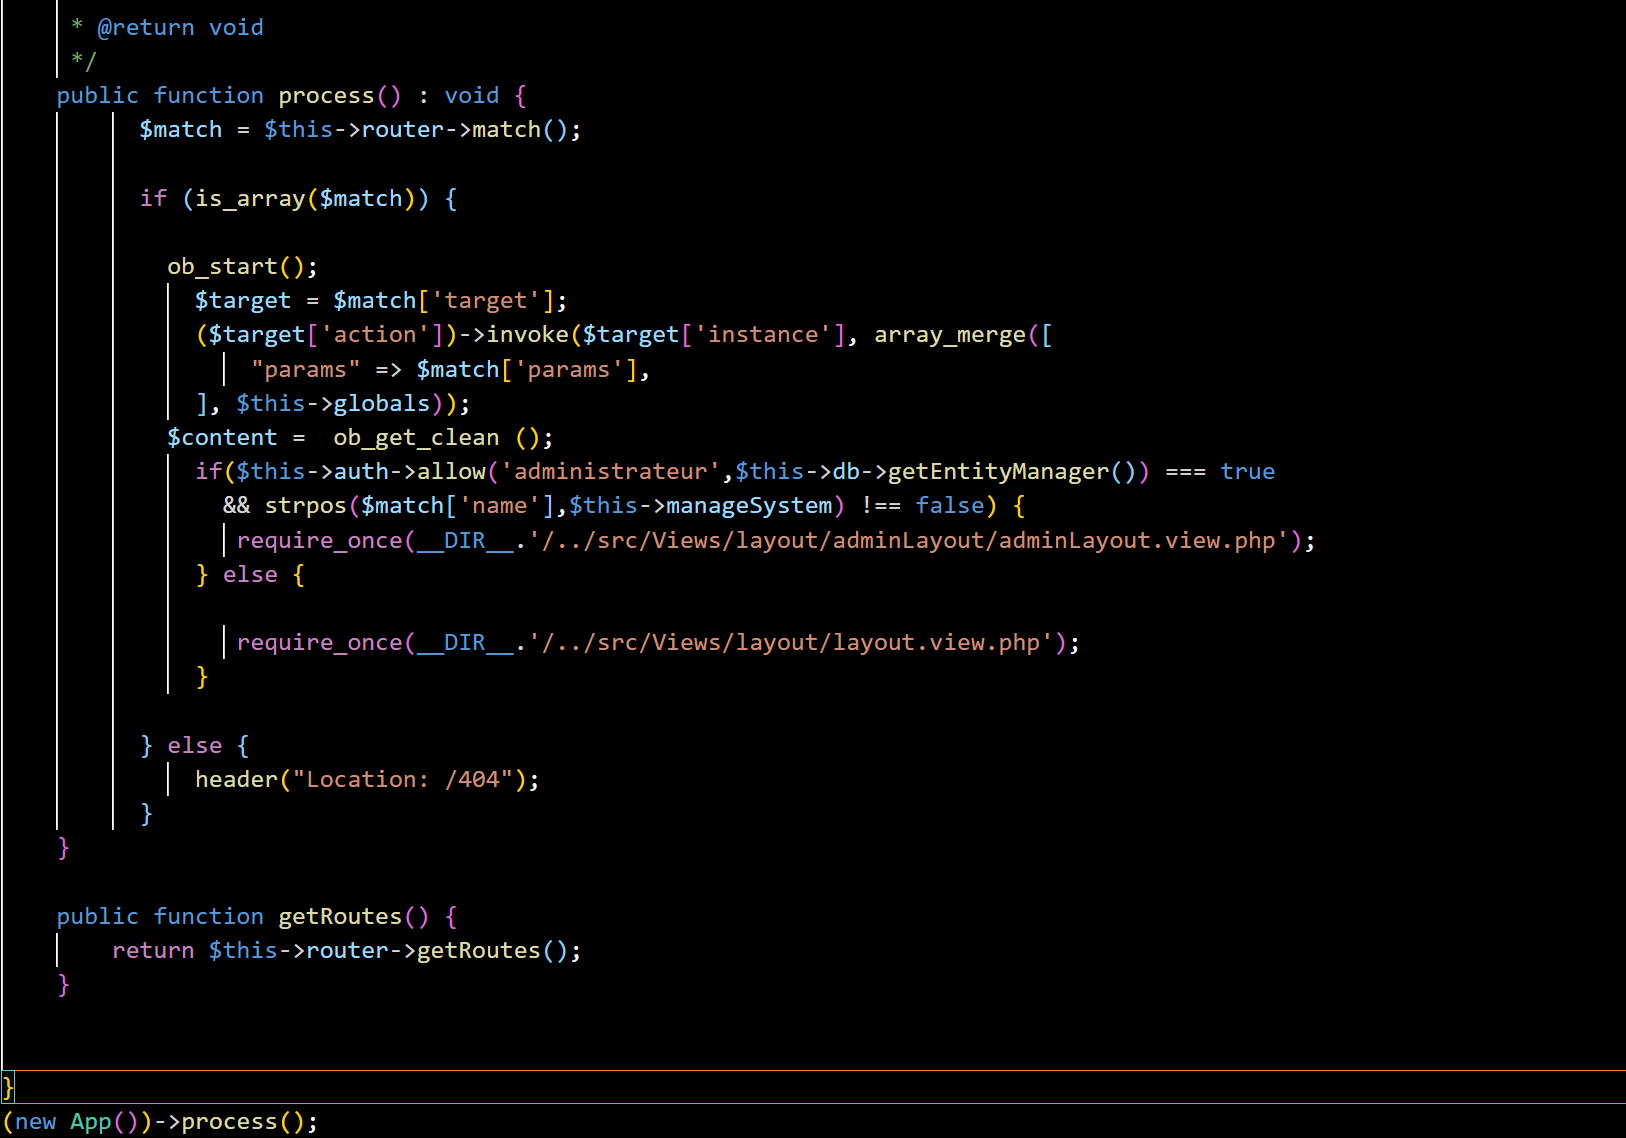 * @return void
*/
public function process() : void {
$match = $this->router->match();
if (is_array($match)) {
ob_start();
$target = $match['target'];
($target['action'])->invoke($target['instance'], array_merge([
"params" => $match['params'],
], $this->globals));
$content =  ob_get_clean ();
if($this->auth->allow('administrateur',$this->db->getEntityManager()) === true
&& strpos($match['name'],$this->manageSystem) !== false) {
require_once(__DIR__.'/../src/Views/layout/adminLayout/adminLayout.view.php');
} else {
require_once(__DIR__.'/../src/Views/layout/layout.view.php');
}
} else {
header("Location: /404");
}
}
public function getRoutes() {
return $this->router->getRoutes();
}
}
(new App())->process();